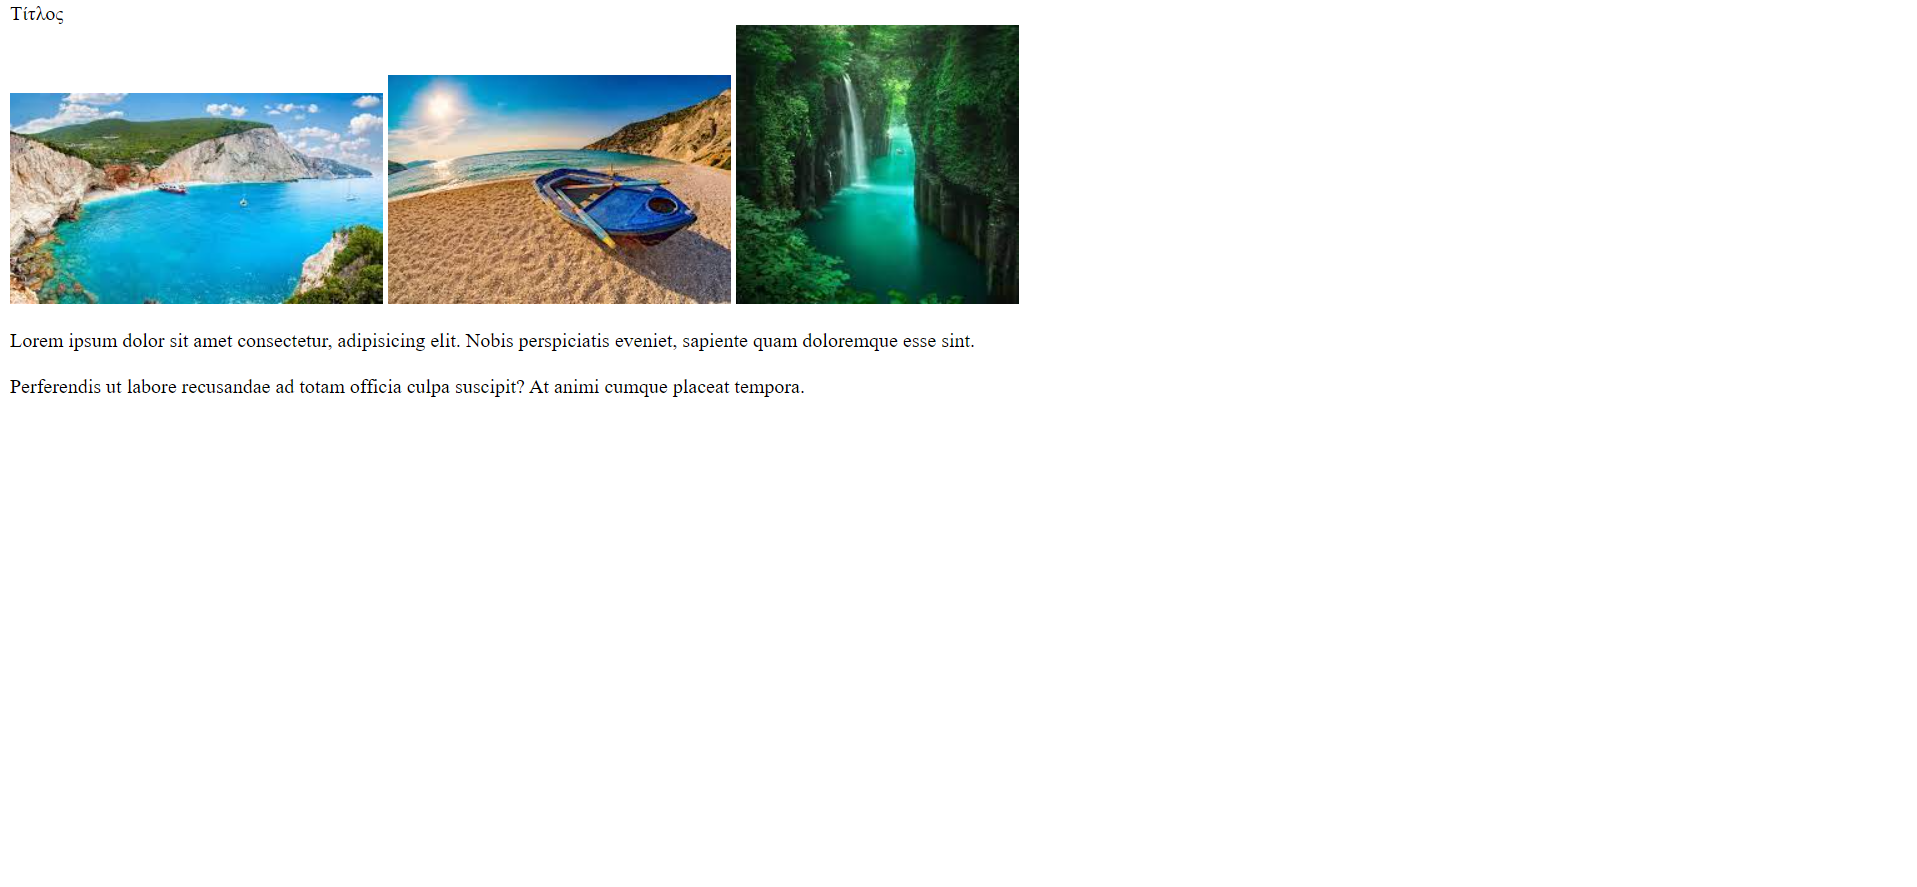 Τίτλος
Lorem ipsum dolor sit amet consectetur, adipisicing elit. Nobis perspiciatis eveniet, sapiente quam doloremque esse sint.
Perferendis ut labore recusandae ad totam officia culpa suscipit? At animi cumque placeat tempora.